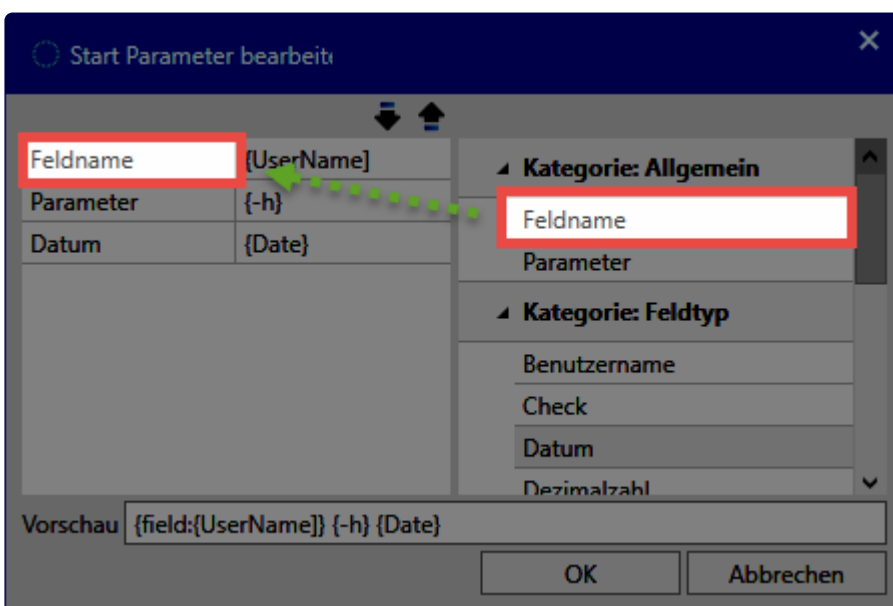 Start Parameter bearbeite
Feldname {UserName]
Parameter {-h}
Datum {Date}
Kategorie: Allgemein
Feldname
Parameter
Kategorie: Feldtyp
Benutzername
Check
Datum
Dezimalzahl
Vorschau {field:{UserName]} {-h} {Date}
OK Abbrechen